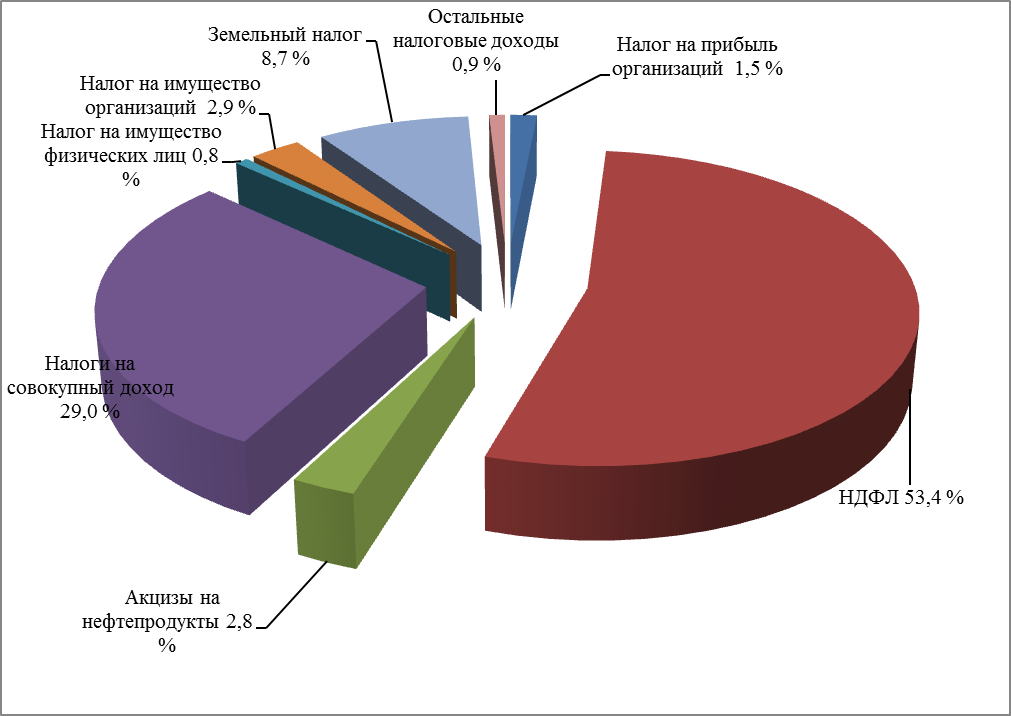 Остальные
налоговые доходы
0,9 %
Налог на прибыль
организаций 1,5 %
Земельный налог
8,7 %
Налог на имущество
организаций 2,9 %
Налог на имущество
физических лиц 0,8
%
Налоги на
совокупный доход
29,0 %
НДФЛ 53,4 %
Акцизы на
нефтепродукты 2,8
%